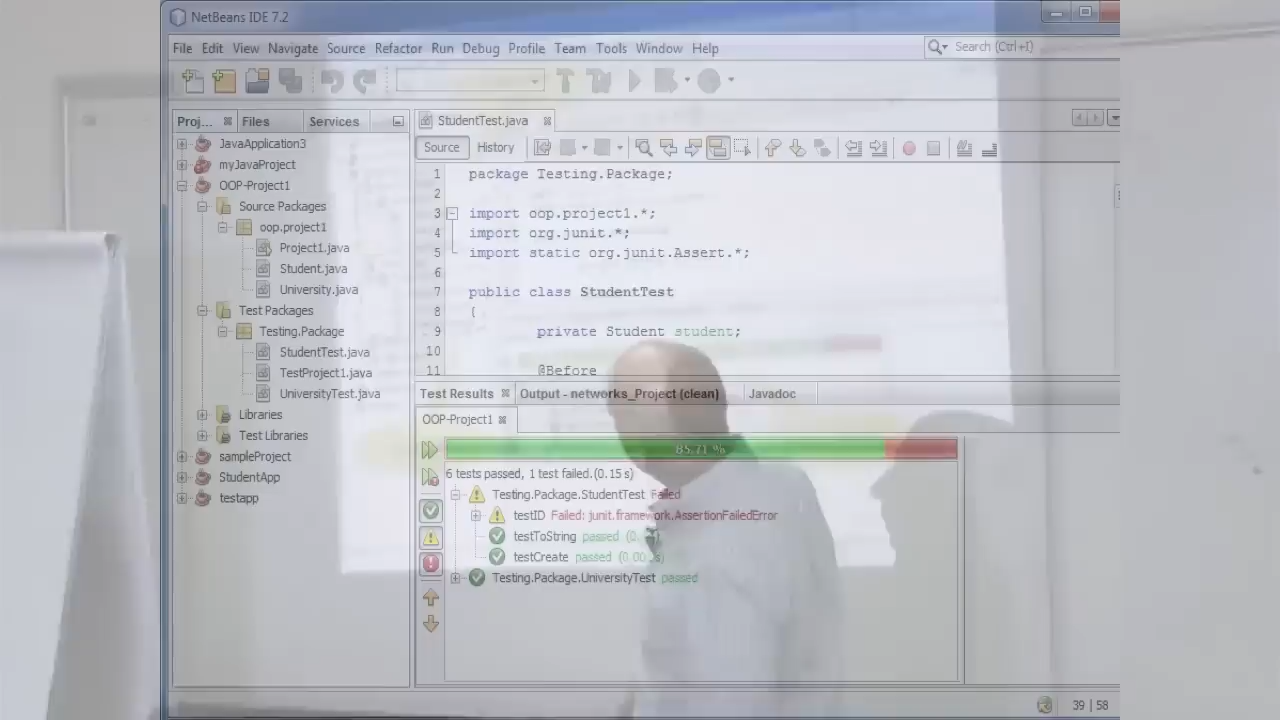 NetBeans IDE 7.2
File Edit View Navigate Source Refactor Run Debug Profile Team Tools Window Help
Search (Ctrl+I)
Proj... Files Services
JavaApplication3
myJavaProject
OOP-Project1
Source Packages
oop.project1
Project1.java
Student.java
University.java
Test Packages
Testing.Package
StudentTest.java
TestProject1.java
UniversityTest.java
Libraries
Test Libraries
sampleProject
StudentApp
testapp
StudentTest.java
Source History
1 package Testing.Package;
2
3 import oop.project1.*;
4 import org.junit.*;
5 import static org.junit.Assert.*;
6
7 public class StudentTest
8 {
9 private Student student;
10
11 @Before
Test Results Output - networks_Project (clean) Javadoc
OOP-Project1
85.71 %
6 tests passed, 1 test failed.(0.15 s)
Testing.Package.StudentTest Failed
testID Failed: junit.framework.AssertionFailedError
testToString passed (0.
testCreate passed (0.00 s)
Testing.Package.UniversityTest passed
39 | 58